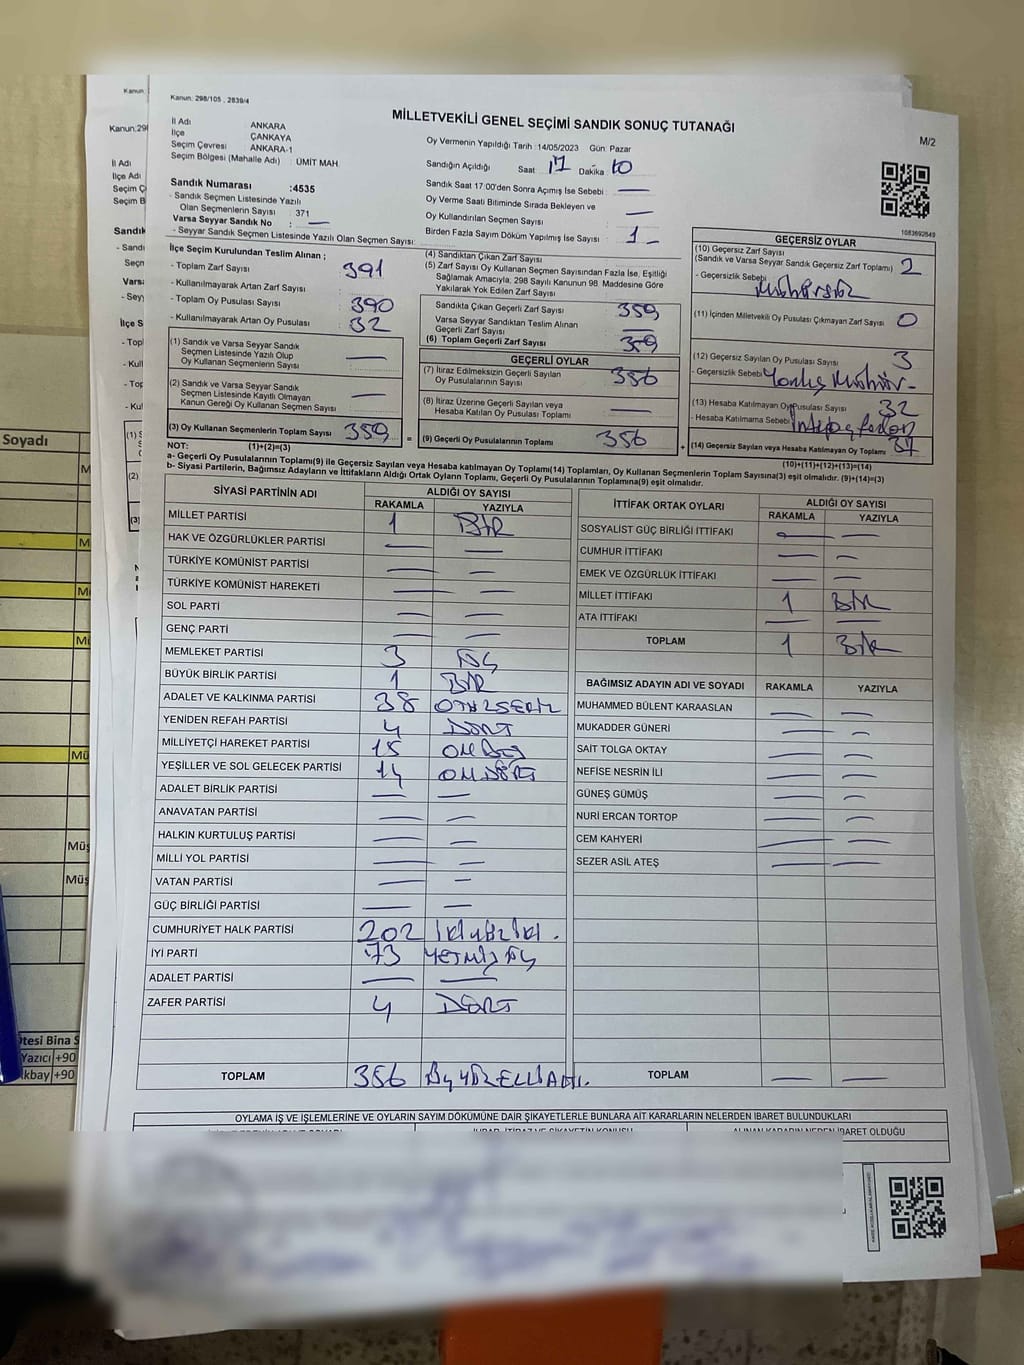 Kanun: 298/105 , 2839/4
MİLLETVEKİLİ GENEL SEÇİMİ SANDIK SONUÇ TUTANAĞI
M/2
İl Adı : ANKARA
İlçe : ÇANKAYA
Seçim Çevresi : ANKARA-1
Seçim Bölgesi (Mahalle Adı) : ÜMİT MAH
Sandık Numarası :4535
- Sandık Seçmen Listesinde Yazılı
Olan Seçmenlerin Sayısı : 371
Varsa Seyyar Sandık No : —
- Seyyar Sandık Seçmen Listesinde Yazılı Olan Seçmen Sayısı:
Oy Vermenin Yapıldığı Tarih :14/05/2023 Gün: Pazar
Sandığın Açıldığı Saat 17 Dakika 10
Sandık Saat 17:00'den Sonra Açımış İse Sebebi : —
Oy Verme Saati Bitiminde Sırada Bekleyen ve
Oy Kullandırılan Seçmen Sayısı : —
Birden Fazla Sayım Döküm Yapılmış İse Sayısı : 1
1083692649
İlçe Seçim Kurulundan Teslim Alınan ;
- Toplam Zarf Sayısı : 391
- Kullanılmayarak Artan Zarf Sayısı :
- Toplam Oy Pusulası Sayısı : 390
- Kullanılmayarak Artan Oy Pusulası : 32
(1) Sandık ve Varsa Seyyar Sandık
Seçmen Listesinde Yazılı Olup
Oy Kullanan Seçmen Sayısı : —
(2) Sandık ve Varsa Seyyar Sandık
Seçmen Listesinde Kayıtlı Olmayan
Kanun Gereği Oy Kullanan Seçmen Sayısı : —
(3) Oy Kullanan Seçmenlerin Toplam Sayısı : 359
(1)+(2)=(3)
(4) Sandıktan Çıkan Zarf Sayısı :
(5) Zarf Sayısı Oy Kullanan Seçmen Sayısından Fazla İse, Eşitliği
Sağlamak Amacıyla, 298 Sayılı Kanunun 98. Maddesine Göre
Yakılarak Yok Edilen Zarf Sayısı :
Sandıkta Çıkan Geçerli Zarf Sayısı : 359
Varsa Seyyar Sandıktan Teslim Alınan
Geçerli Zarf Sayısı : —
(6) Toplam Geçerli Zarf Sayısı : 359
GEÇERLİ OYLAR
(7) İtiraz Edilmeksizin Geçerli Sayılan
Oy Pusulalarının Sayısı : 356
(8) İtiraz Üzerine Geçerli Sayılan veya
Hesaba Katılan Oy Pusulası Toplamı : —
= (9) Geçerli Oy Pusulalarının Toplamı : 356
GEÇERSİZ OYLAR
(10) Geçersiz Zarf Sayısı
(Sandık ve Varsa Seyyar Sandık Geçersiz Zarf Toplamı) : 2
- Geçersizlik Sebebi : Mühürsüz
(11) İçinden Milletvekili Oy Pusulası Çıkmayan Zarf Sayısı : 0
(12) Geçersiz Sayılan Oy Pusulası Sayısı : 3
- Geçersizlik Sebebi : Yanlış Mühür
(13) Hesaba Katılmayan Oy Pusulası Sayısı : 32
- Hesaba Katılmama Sebebi :
+ (14) Geçersiz Sayılan veya Hesaba Katılmayan Oy Toplamı : 37
(10)+(11)+(12)+(13)=(14)
NOT:
a- Geçerli Oy Pusulalarının Toplamı(9) ile Geçersiz Sayılan veya Hesaba katılmayan Oy Toplamı(14) Toplamları, Oy Kullanan Seçmenlerin Toplam Sayısına(3) eşit olmalıdır. (9)+(14)=(3)
b- Siyasi Partilerin, Bağımsız Adayların ve İttifakların Aldığı Oyların Toplamı, Geçerli Oy Pusulalarının Toplamına(9) eşit olmalıdır.
SİYASİ PARTİNİN ADI ALDIĞI OY SAYISI
RAKAMLA YAZIYLA
MİLLET PARTİSİ 1 BİR
HAK VE ÖZGÜRLÜKLER PARTİSİ — —
TÜRKİYE KOMÜNİST PARTİSİ — —
TÜRKİYE KOMÜNİST HAREKETİ — —
SOL PARTİ — —
GENÇ PARTİ — —
MEMLEKET PARTİSİ 3 ÜÇ
BÜYÜK BİRLİK PARTİSİ 1 BİR
ADALET VE KALKINMA PARTİSİ 38 OTUZSEKİZ
YENİDEN REFAH PARTİSİ 4 DÖRT
MİLLİYETÇİ HAREKET PARTİSİ 15 ONBEŞ
YEŞİLLER VE SOL GELECEK PARTİSİ 14 ONDÖRT
ADALET BİRLİK PARTİSİ — —
ANAVATAN PARTİSİ — —
HALKIN KURTULUŞ PARTİSİ — —
MİLLİ YOL PARTİSİ — —
VATAN PARTİSİ — —
GÜÇ BİRLİĞİ PARTİSİ — —
CUMHURİYET HALK PARTİSİ 202 İKİYÜZİKİ.
İYİ PARTİ 73 YETMİŞÜÇ
ADALET PARTİSİ — —
ZAFER PARTİSİ 4 DÖRT
TOPLAM 356 ÜÇYÜZELLİALTI.
İTTİFAK ORTAK OYLARI ALDIĞI OY SAYISI
RAKAMLA YAZIYLA
SOSYALİST GÜÇ BİRLİĞİ İTTİFAKI — —
CUMHUR İTTİFAKI — —
EMEK VE ÖZGÜRLÜK İTTİFAKI — —
MİLLET İTTİFAKI 1 BİR
ATA İTTİFAKI — —
TOPLAM 1 BİR
BAĞIMSIZ ADAYIN ADI VE SOYADI RAKAMLA YAZIYLA
MUHAMMED BÜLENT KARAASLAN — —
MUKADDER GÜNERİ — —
SAİT TOLGA OKTAY — —
NEFİSE NESRİN İLİ — —
GÜNEŞ GÜMÜŞ — —
NURİ ERCAN TORTOP — —
CEM KAHYERİ — —
SEZER ASİL ATEŞ — —
TOPLAM — —
OYLAMA İŞ VE İŞLEMLERİNE VE OYLARIN SAYIM DÖKÜMÜNE DAİR ŞİKAYETLERLE BUNLARA AİT KARARLARIN NELERDEN İBARET BULUNDUKLARI
ALINAN KARARIN NEDEN İBARET OLDUĞU
Soyadı